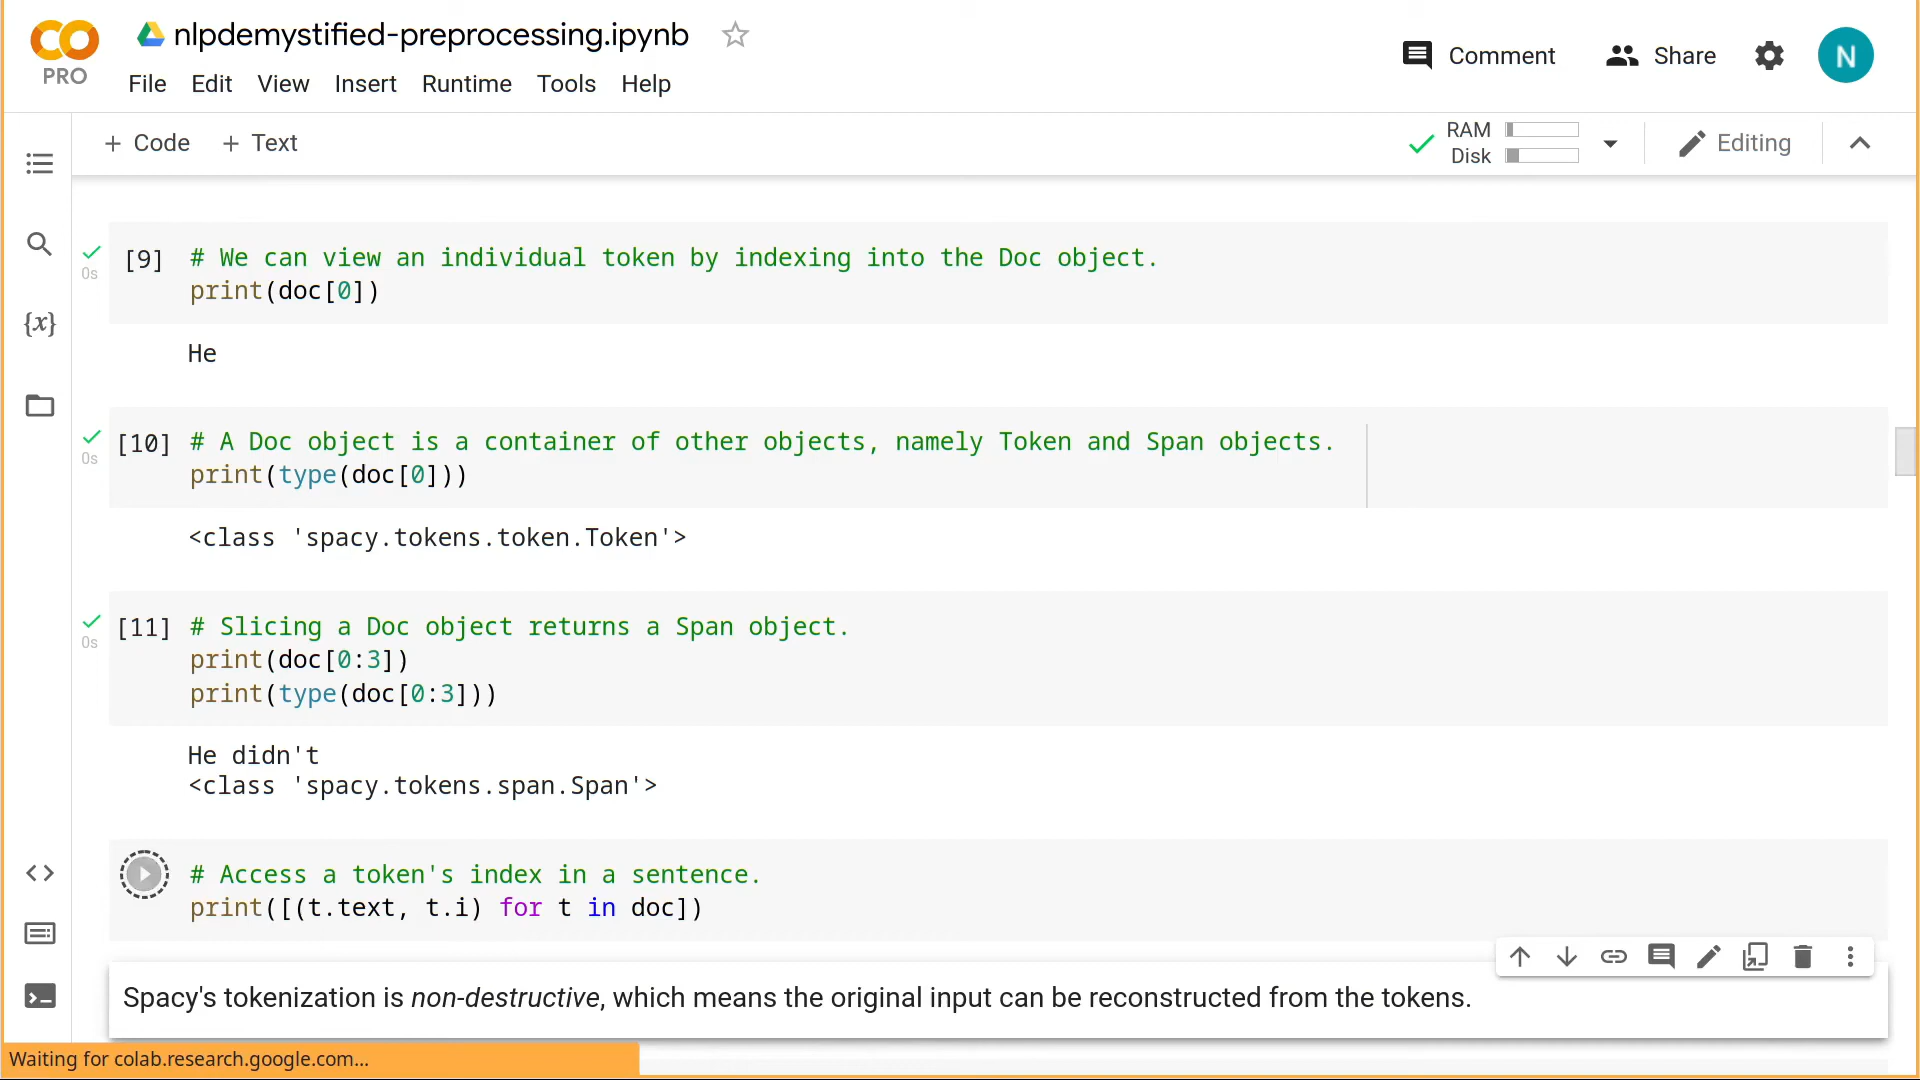 PRO
nlpdemystified-preprocessing.ipynb
File Edit View Insert Runtime Tools Help
Comment Share N
+ Code + Text
RAM
Disk
Editing
{x}
0s
[9] # We can view an individual token by indexing into the Doc object.
print(doc[0])
He
0s
[10] # A Doc object is a container of other objects, namely Token and Span objects.
print(type(doc[0]))
<class 'spacy.tokens.token.Token'>
0s
[11] # Slicing a Doc object returns a Span object.
print(doc[0:3])
print(type(doc[0:3]))
He didn't
<class 'spacy.tokens.span.Span'>
# Access a token's index in a sentence.
print([(t.text, t.i) for t in doc])
Spacy's tokenization is non-destructive, which means the original input can be reconstructed from the tokens.
Waiting for colab.research.google.com...